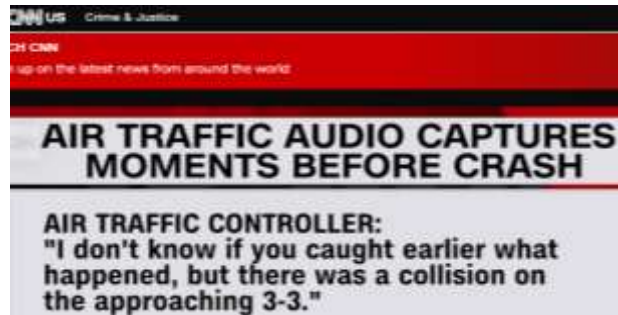 CNN US Crime & Justice
CH CNN
up on the latest news from around the world
AIR TRAFFIC AUDIO CAPTURES
MOMENTS BEFORE CRASH
AIR TRAFFIC CONTROLLER:
"I don't know if you caught earlier what
happened, but there was a collision on
the approaching 3-3."